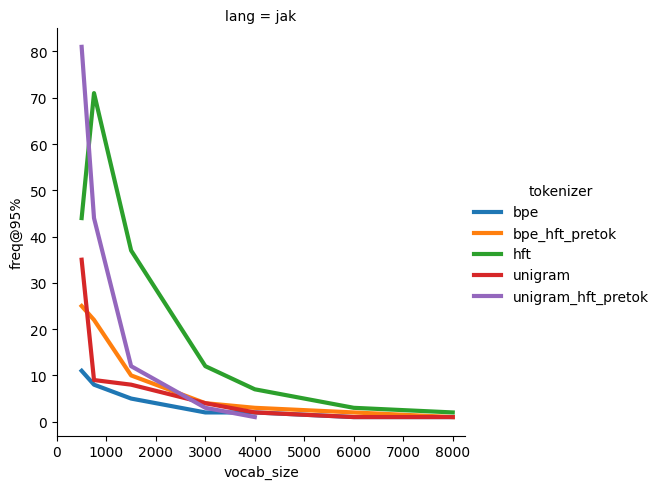 lang = jak
freq@95%
80
70
60
50
40
30
20
10
0
0 1000 2000 3000 4000 5000 6000 7000 8000
vocab_size
tokenizer
bpe
bpe_hft_pretok
hft
unigram
unigram_hft_pretok